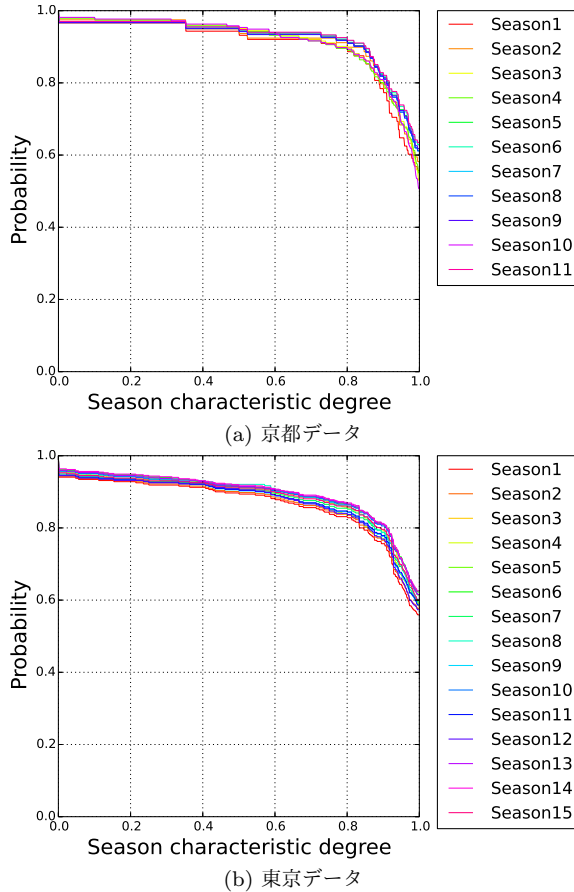 1.0
0.8
0.6
0.4
0.2
0.0
Probability
0.0 0.2 0.4 0.6 0.8 1.0
Season characteristic degree
Season1
Season2
Season3
Season4
Season5
Season6
Season7
Season8
Season9
Season10
Season11
(a) 京都データ
1.0
0.8
0.6
0.4
0.2
0.0
Probability
0.0 0.2 0.4 0.6 0.8 1.0
Season characteristic degree
Season1
Season2
Season3
Season4
Season5
Season6
Season7
Season8
Season9
Season10
Season11
Season12
Season13
Season14
Season15
(b) 東京データ